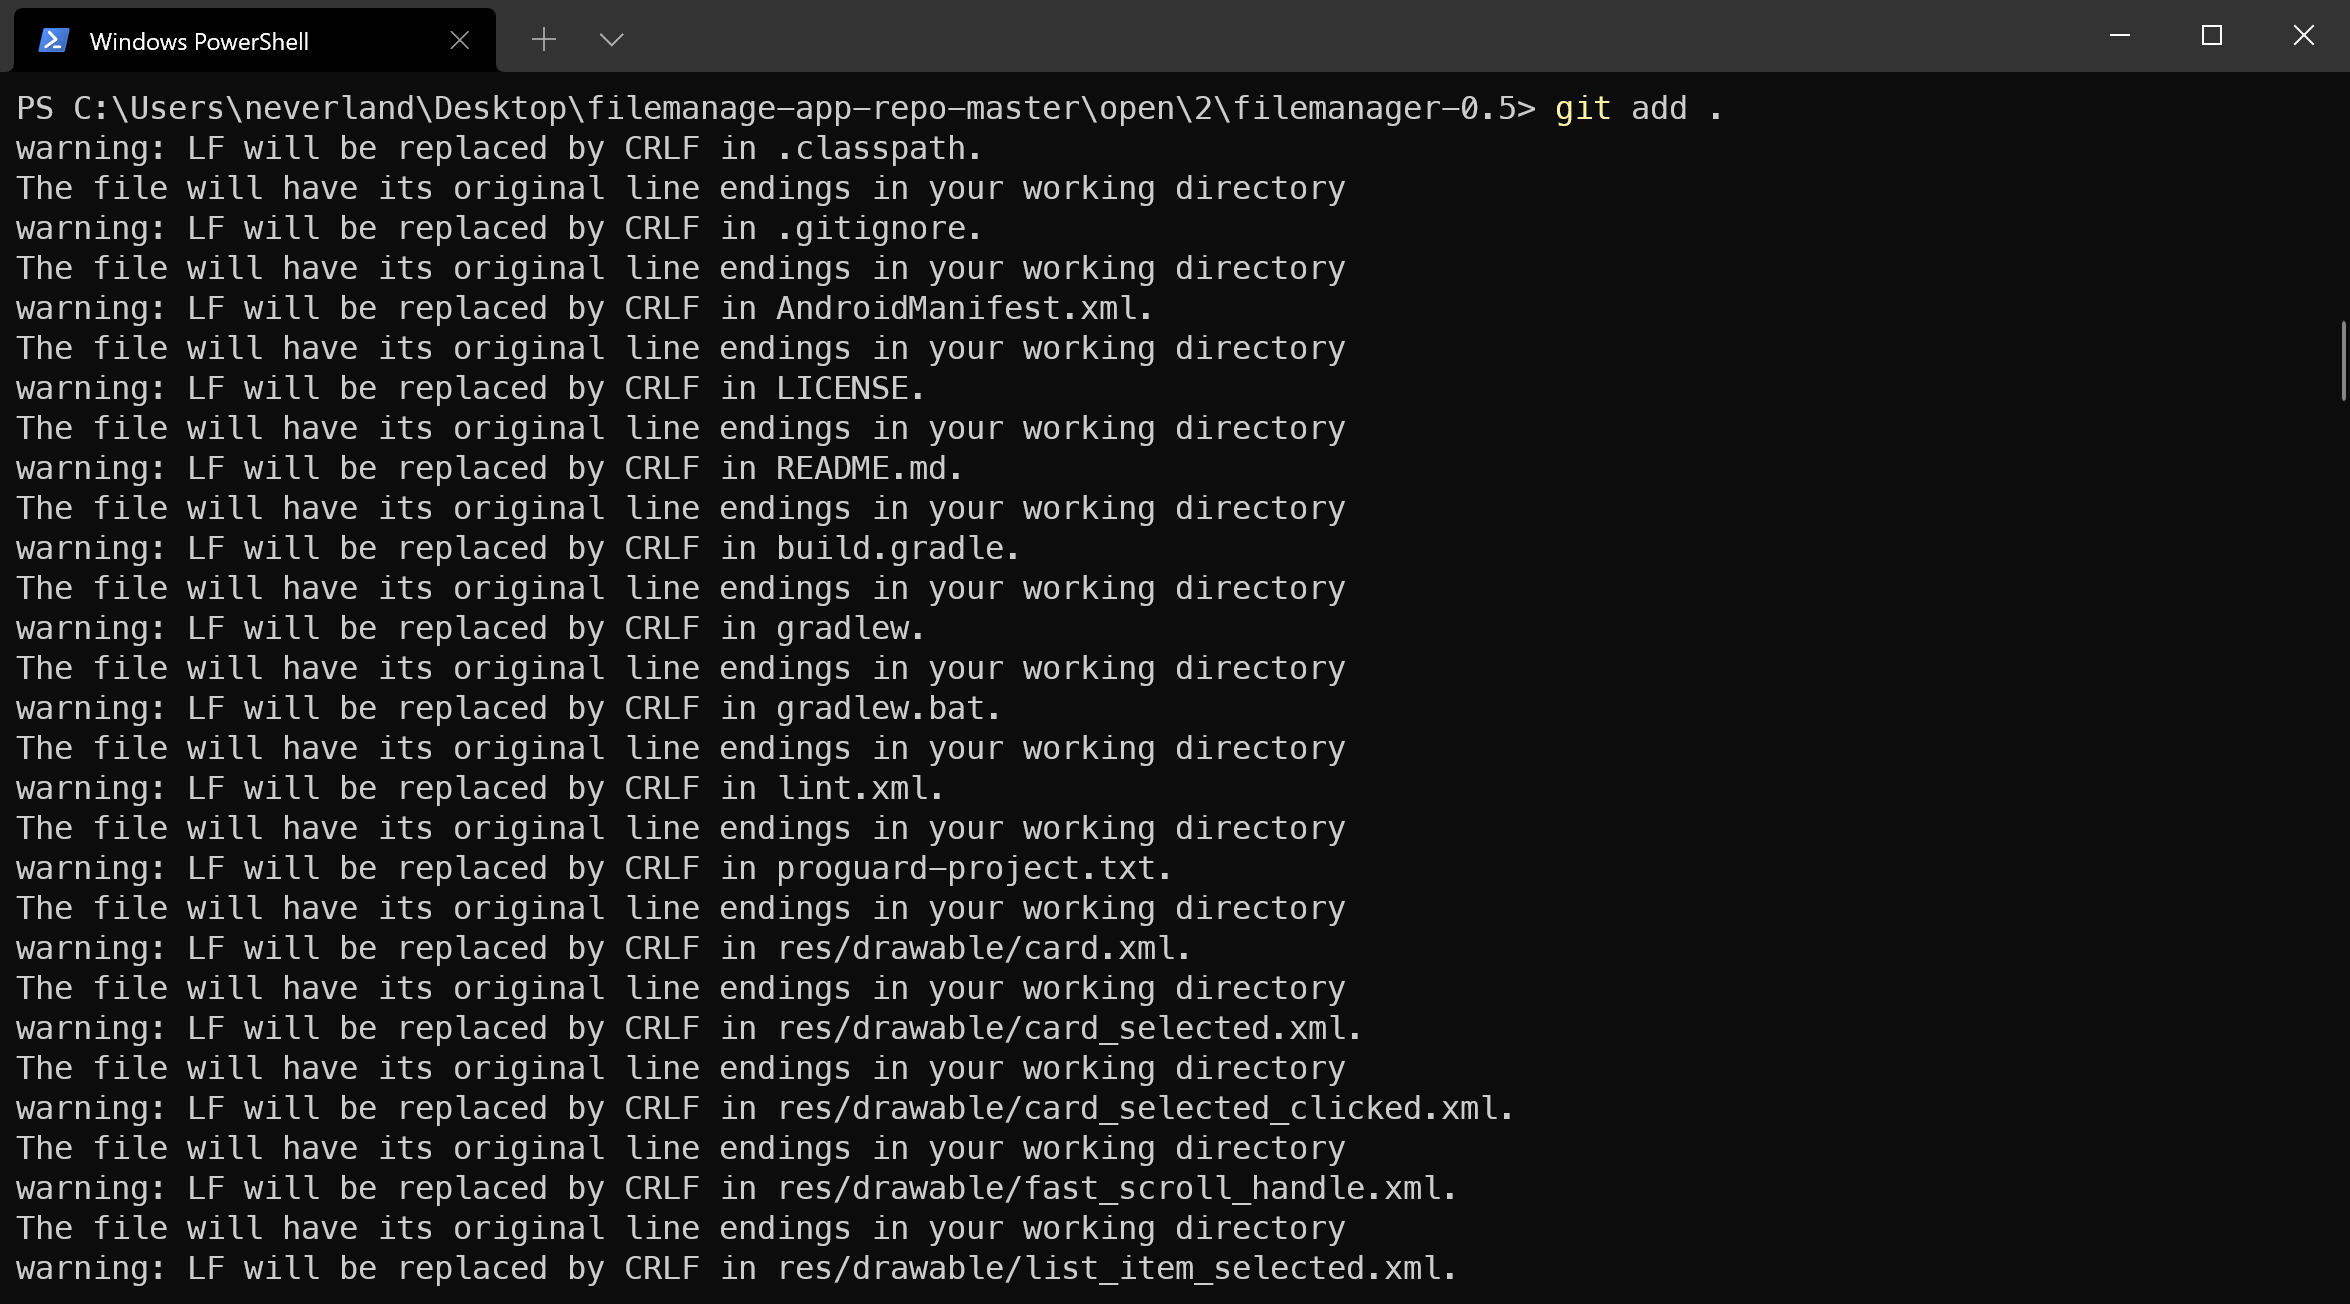 Windows PowerShell
PS C:\Users\neverland\Desktop\filemanage-app-repo-master\open\2\filemanager-0.5> git add .
warning: LF will be replaced by CRLF in .classpath.
The file will have its original line endings in your working directory
warning: LF will be replaced by CRLF in .gitignore.
The file will have its original line endings in your working directory
warning: LF will be replaced by CRLF in AndroidManifest.xml.
The file will have its original line endings in your working directory
warning: LF will be replaced by CRLF in LICENSE.
The file will have its original line endings in your working directory
warning: LF will be replaced by CRLF in README.md.
The file will have its original line endings in your working directory
warning: LF will be replaced by CRLF in build.gradle.
The file will have its original line endings in your working directory
warning: LF will be replaced by CRLF in gradlew.
The file will have its original line endings in your working directory
warning: LF will be replaced by CRLF in gradlew.bat.
The file will have its original line endings in your working directory
warning: LF will be replaced by CRLF in lint.xml.
The file will have its original line endings in your working directory
warning: LF will be replaced by CRLF in proguard-project.txt.
The file will have its original line endings in your working directory
warning: LF will be replaced by CRLF in res/drawable/card.xml.
The file will have its original line endings in your working directory
warning: LF will be replaced by CRLF in res/drawable/card_selected.xml.
The file will have its original line endings in your working directory
warning: LF will be replaced by CRLF in res/drawable/card_selected_clicked.xml.
The file will have its original line endings in your working directory
warning: LF will be replaced by CRLF in res/drawable/fast_scroll_handle.xml.
The file will have its original line endings in your working directory
warning: LF will be replaced by CRLF in res/drawable/list_item_selected.xml.